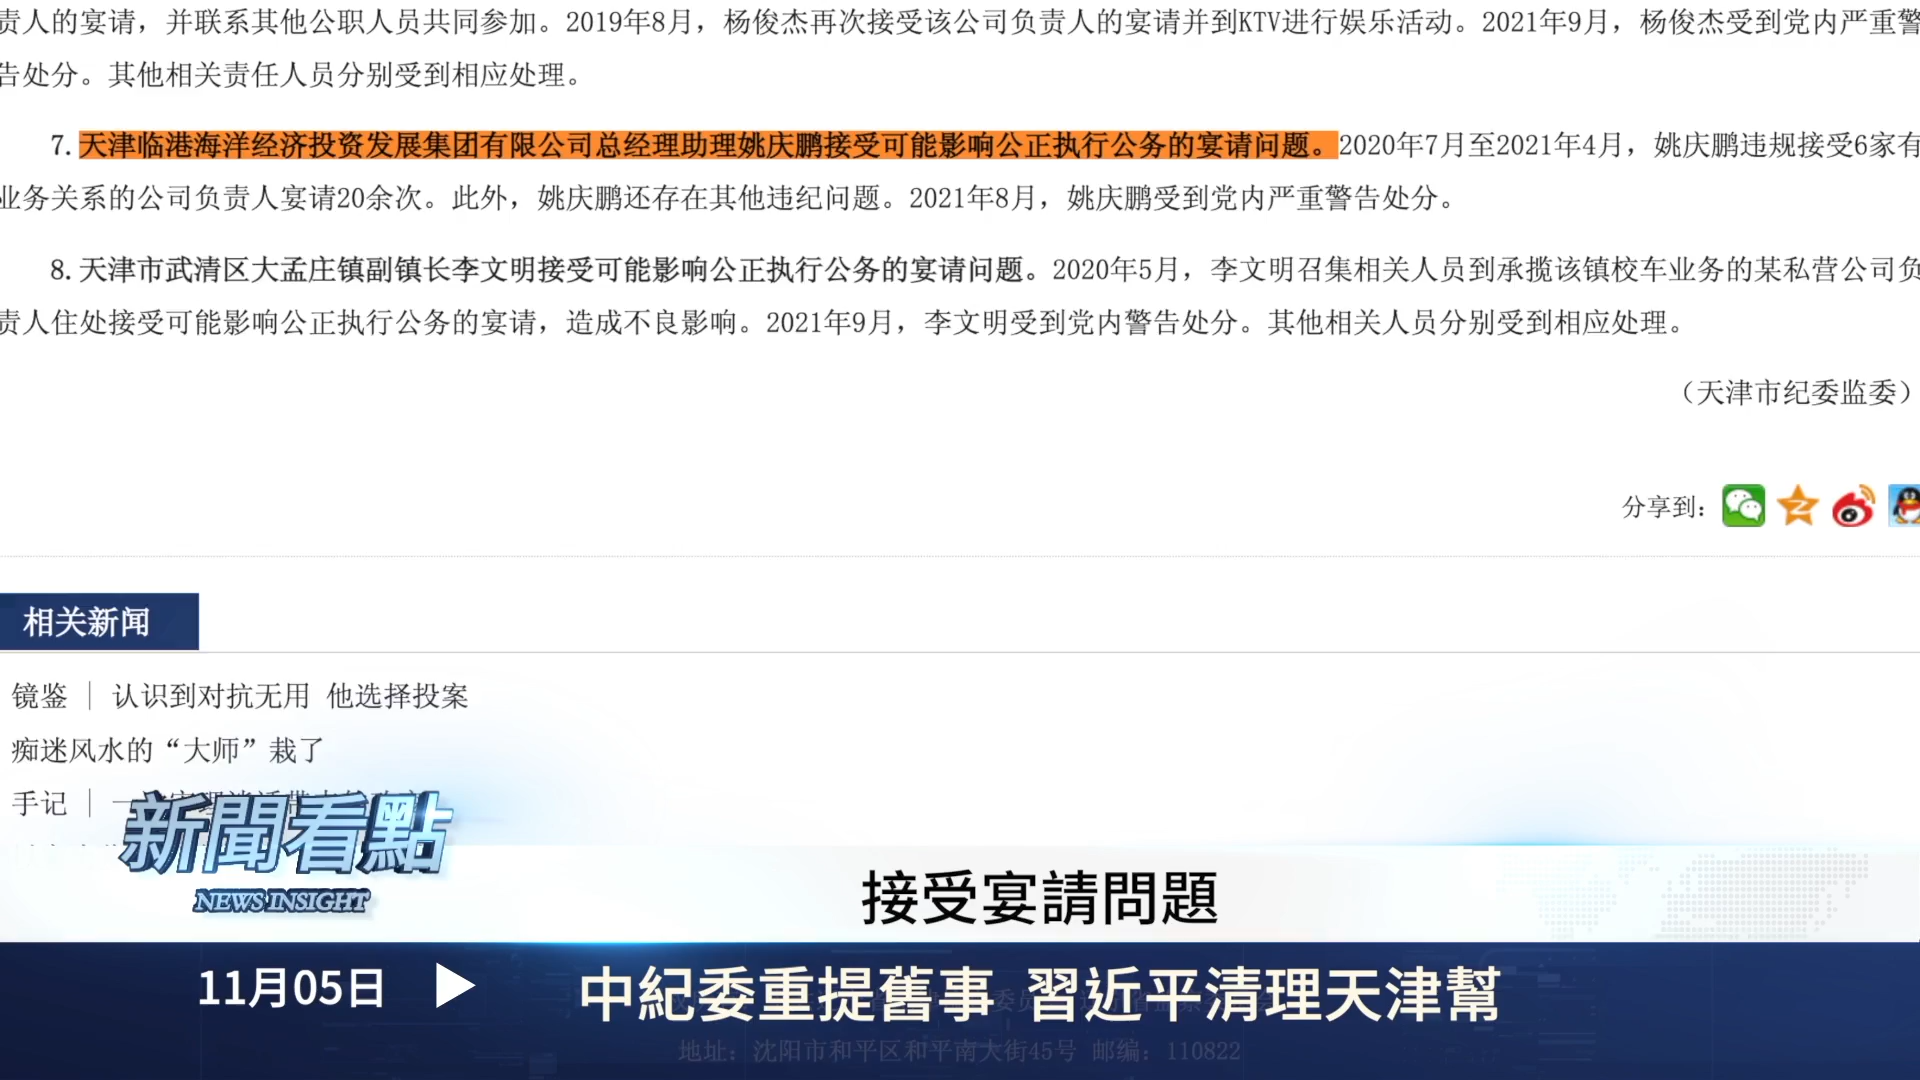 责人的宴请，并联系其他公职人员共同参加。2019年8月，杨俊杰再次接受该公司负责人的宴请并到KTV进行娱乐活动。2021年9月，杨俊杰受到党内严重警
告处分。其他相关责任人员分别受到相应处理。
7.天津临港海洋经济投资发展集团有限公司总经理助理姚庆鹏接受可能影响公正执行公务的宴请问题。2020年7月至2021年4月，姚庆鹏违规接受6家有
业务关系的公司负责人宴请20余次。此外，姚庆鹏还存在其他违纪问题。2021年8月，姚庆鹏受到党内严重警告处分。
8.天津市武清区大孟庄镇副镇长李文明接受可能影响公正执行公务的宴请问题。2020年5月，李文明召集相关人员到承揽该镇校车业务的某私营公司负
责人住处接受可能影响公正执行公务的宴请，造成不良影响。2021年9月，李文明受到党内警告处分。其他相关人员分别受到相应处理。
（天津市纪委监委）
分享到：
相关新闻
镜鉴｜认识到对抗无用 他选择投案
痴迷风水的“大师”栽了
手记｜一
新聞看點
NEWS INSIGHT
接受宴請問題
11月05日
中紀委重提舊事 習近平清理天津幫
地址：沈阳市和平区和平南大街45号 邮编：110822